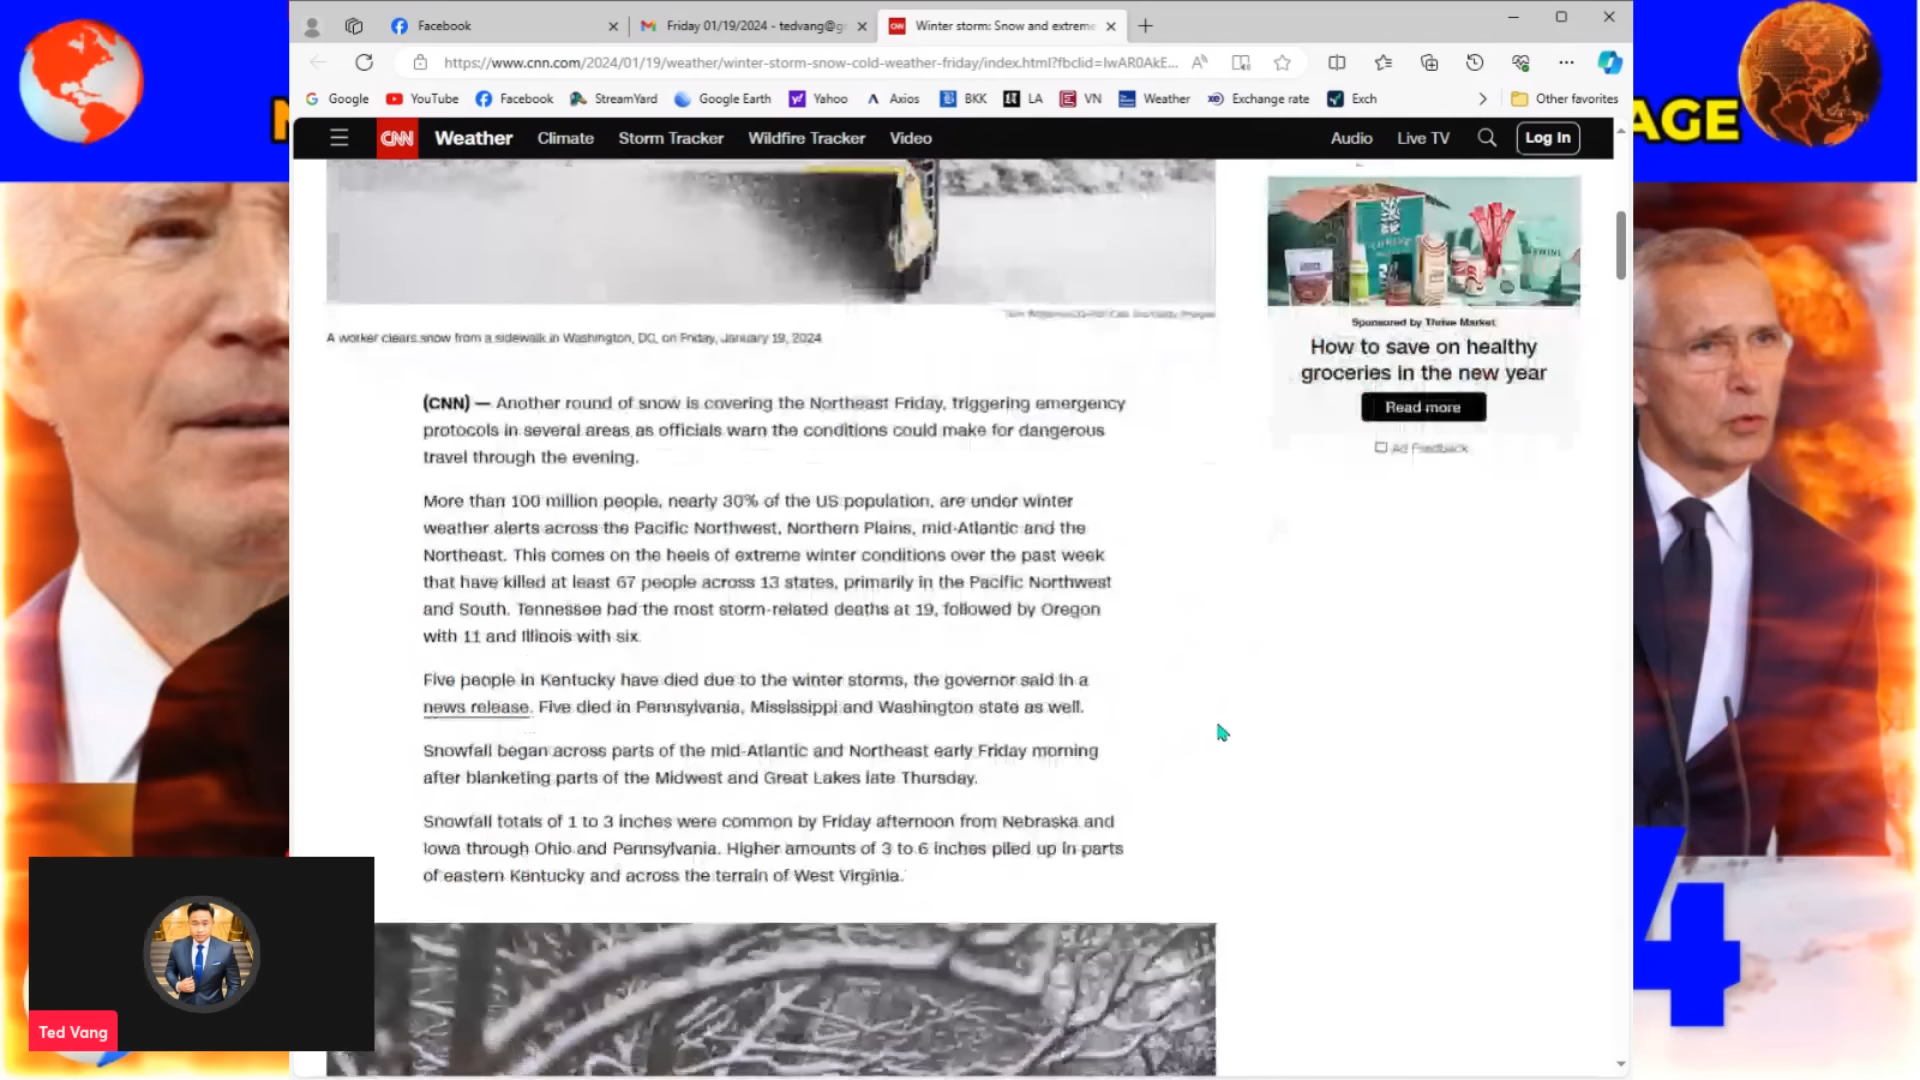 Facebook
Friday 01/19/2024 - tedvang@g
Winter storm: Snow and extreme
https://www.cnn.com/2024/01/19/weather/winter-storm-snow-cold-weather-friday/index.html?fbclid=IwAR0AkE...
Google YouTube Facebook StreamYard Google Earth Yahoo Axios BKK LA VN Weather Exchange rate Exch Other favorites
AGE
CNN Weather Climate Storm Tracker Wildfire Tracker Video Audio Live TV Log In
A worker clears snow from a sidewalk in Washington, DC, on Friday, January 19, 2024.
Sponsored by Thrive Market
How to save on healthy
groceries in the new year
Read more
Ad Feedback
(CNN) — Another round of snow is covering the Northeast Friday, triggering emergency
protocols in several areas as officials warn the conditions could make for dangerous
travel through the evening.
More than 100 million people, nearly 30% of the US population, are under winter
weather alerts across the Pacific Northwest, Northern Plains, mid-Atlantic and the
Northeast. This comes on the heels of extreme winter conditions over the past week
that have killed at least 67 people across 13 states, primarily in the Pacific Northwest
and South. Tennessee had the most storm-related deaths at 19, followed by Oregon
with 11 and Illinois with six.
Five people in Kentucky have died due to the winter storms, the governor said in a
news release. Five died in Pennsylvania, Mississippi and Washington state as well.
Snowfall began across parts of the mid-Atlantic and Northeast early Friday morning
after blanketing parts of the Midwest and Great Lakes late Thursday.
Snowfall totals of 1 to 3 inches were common by Friday afternoon from Nebraska and
Iowa through Ohio and Pennsylvania. Higher amounts of 3 to 6 inches piled up in parts
of eastern Kentucky and across the terrain of West Virginia.
4
Ted Vang